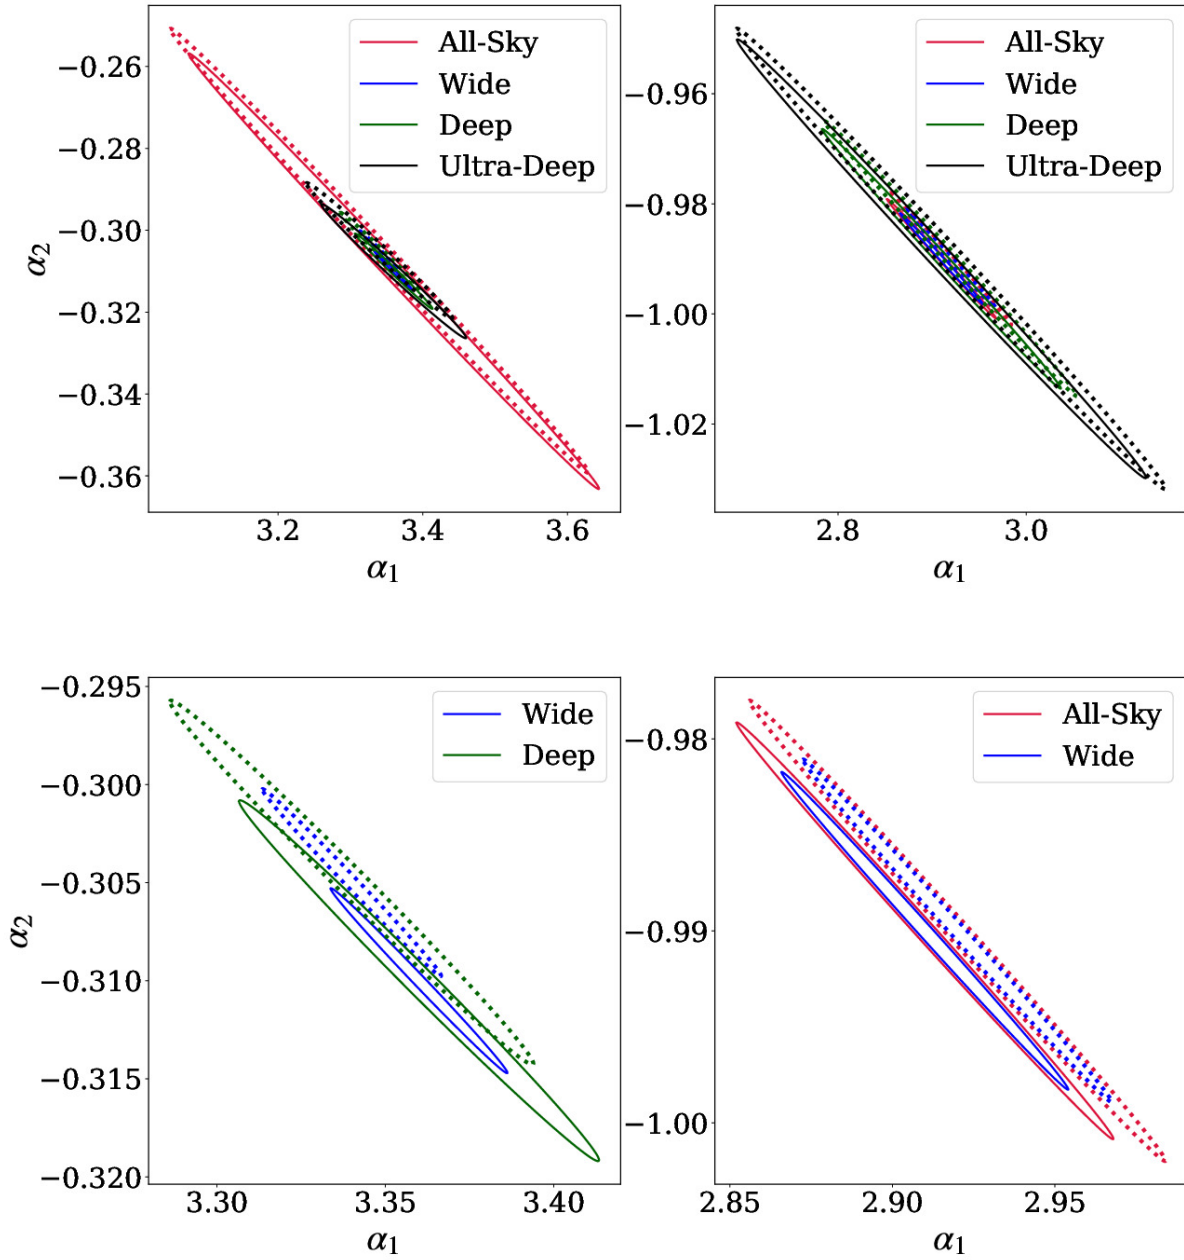 All-Sky
Wide
Deep
Ultra-Deep
−0.26
−0.28
−0.30
−0.32
−0.34
−0.36
α2
3.2 3.4 3.6
α1
All-Sky
Wide
Deep
Ultra-Deep
−0.96
−0.98
−1.00
−1.02
2.8 3.0
α1
Wide
Deep
−0.295
−0.300
−0.305
−0.310
−0.315
−0.320
α2
3.30 3.35 3.40
α1
All-Sky
Wide
−0.98
−0.99
−1.00
2.85 2.90 2.95
α1